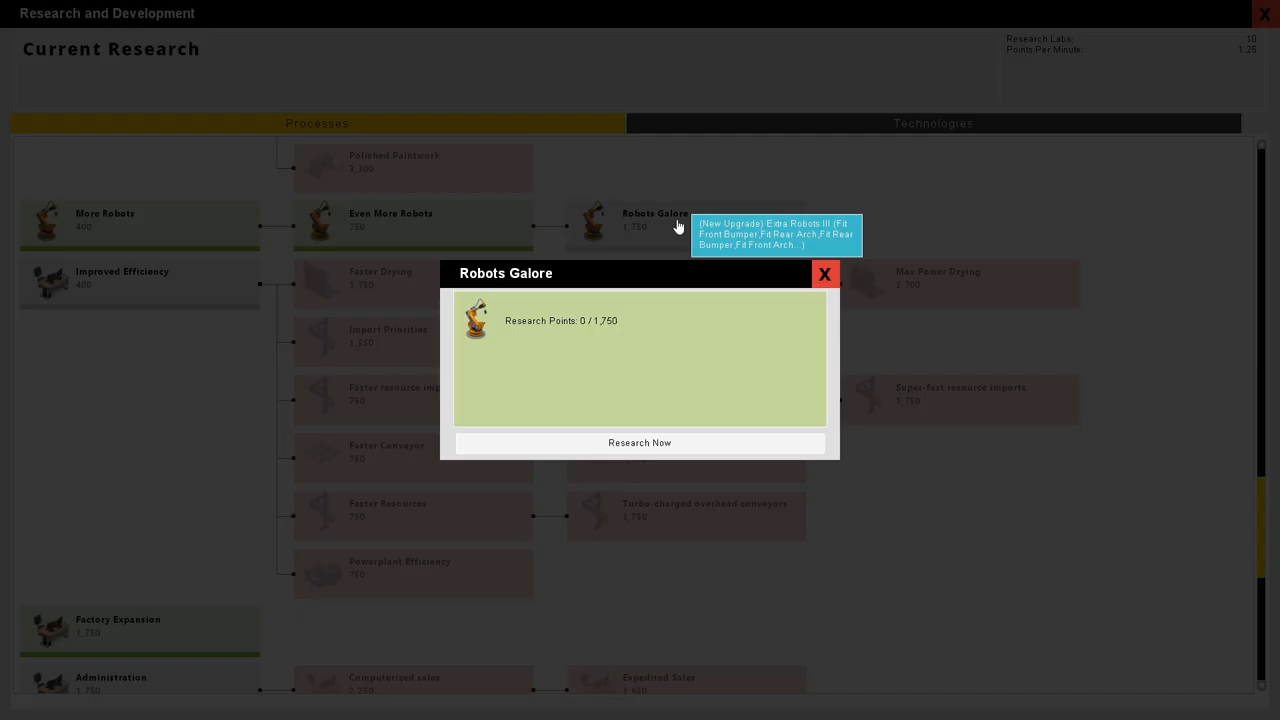 Research and Development
X
Current Research
Research Labs: 10
Points Per Minute: 1.25
Processes
Technologies
Polished Paintwork
More Robots
400
Even More Robots
750
Robots Galore
1,750
(New Upgrade) Extra Robots III (Fit
Front Bumper,Fit Rear Arch,Fit Rear
Bumper,Fit Front Arch...)
Improved Efficiency
400
Faster Drying
1,750
Max Power Drying
2,700
Robots Galore
X
Research Points: 0 / 1,750
Research Now
Import Priorities
Faster resource imp
750
Super-fast resource imports
1,750
Faster Conveyor
750
Faster Resources
750
Turbo-charged overhead conveyors
1,750
Powerplant Efficiency
750
Factory Expansion
1,750
Administration
1,750
Computerized sales
2,250
Expedited Sales